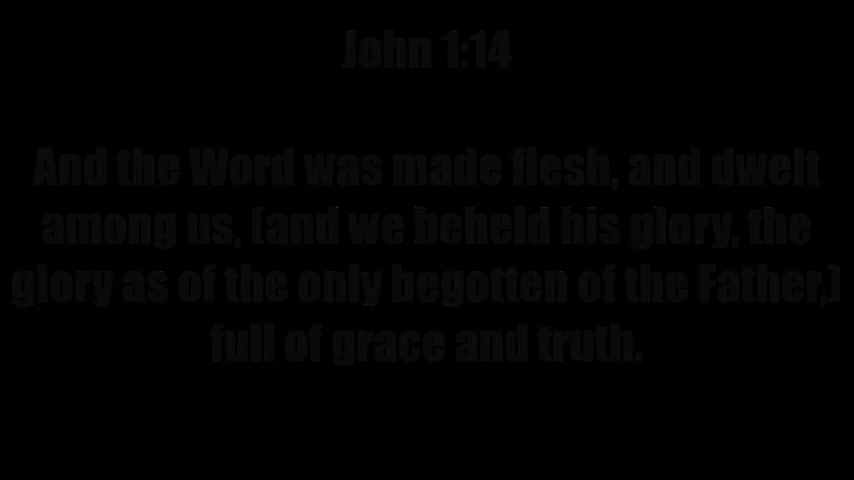 John 1:14
And the Word was made flesh, and dwelt
among us, (and we beheld his glory, the
glory as of the only begotten of the Father,)
full of grace and truth.